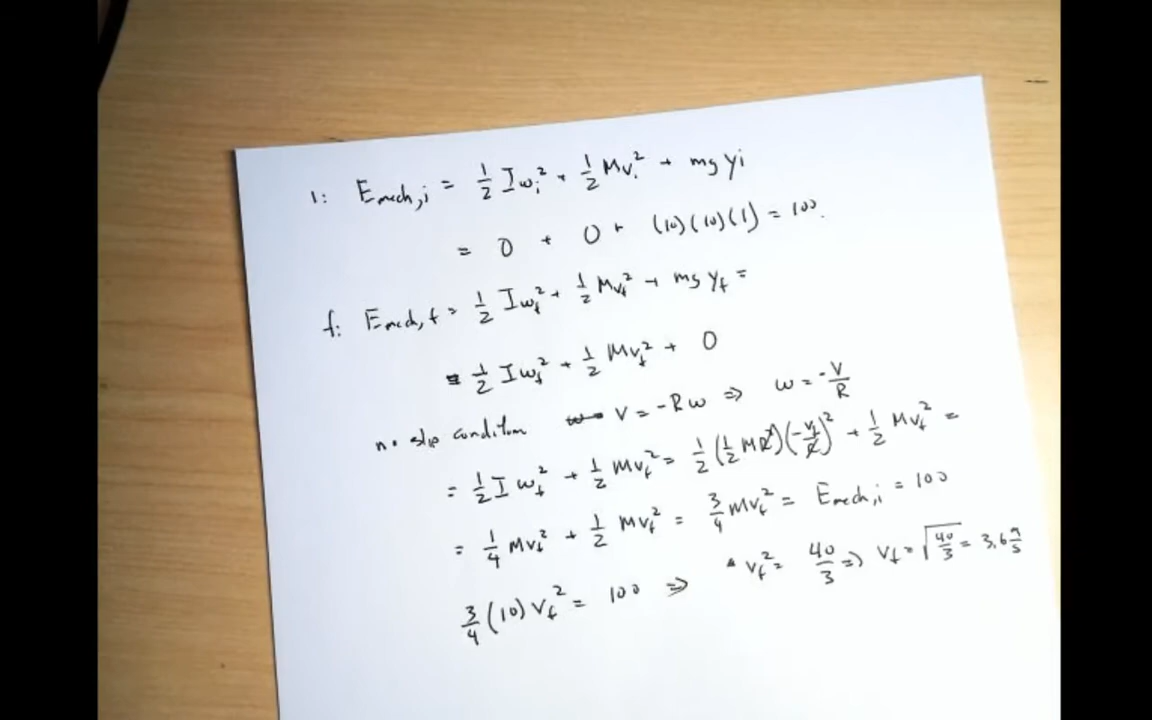 1: E_mech,i = 1/2 I ω_i² + 1/2 M v_i² + m g y_i
= 0 + 0 + (10)(10)(1) = 100.
f: E_mech,f = 1/2 I ω_f² + 1/2 M v_f² + m g y_f =
= 1/2 I ω_f² + 1/2 M v_f² + 0
no slip condition v = -R ω ⇒ ω = -v/R
= 1/2 I ω_f² + 1/2 M v_f² = 1/2 (1/2 M R²)(-v_f/R)² + 1/2 M v_f² =
= 1/4 M v_f² + 1/2 M v_f² = 3/4 M v_f² = E_mech,i = 100
3/4 (10) v_f² = 100 ⇒ v_f² = 40/3 ⇒ v_f = √(40/3) = 3.6 m/s